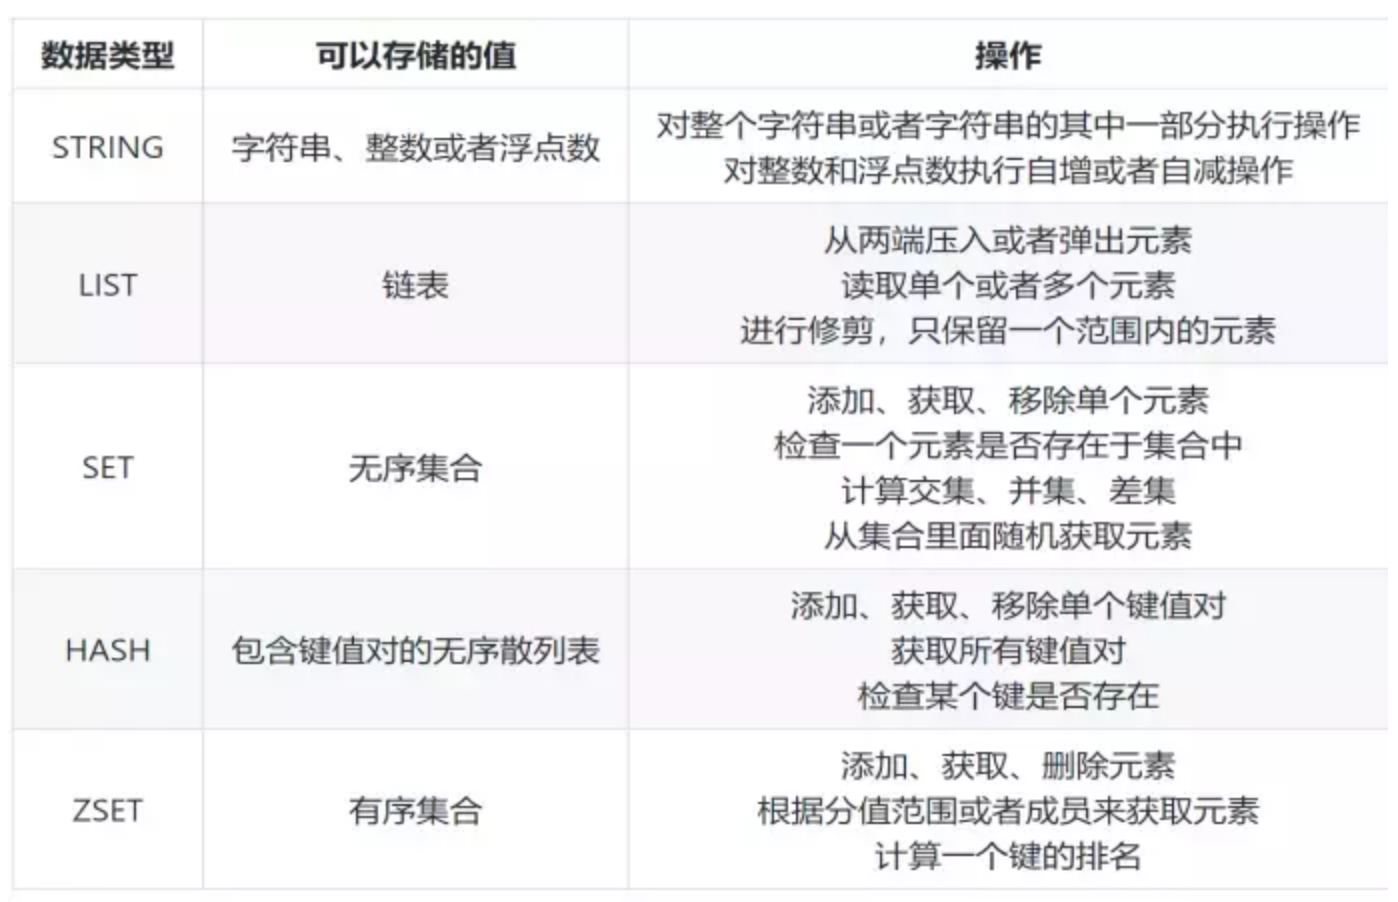 数据类型 可以存储的值 操作
STRING 字符串、整数或者浮点数 对整个字符串或者字符串的其中一部分执行操作
对整数和浮点数执行自增或者自减操作
LIST 链表 从两端压入或者弹出元素
读取单个或者多个元素
进行修剪，只保留一个范围内的元素
SET 无序集合 添加、获取、移除单个元素
检查一个元素是否存在于集合中
计算交集、并集、差集
从集合里面随机获取元素
HASH 包含键值对的无序散列表 添加、获取、移除单个键值对
获取所有键值对
检查某个键是否存在
ZSET 有序集合 添加、获取、删除元素
根据分值范围或者成员来获取元素
计算一个键的排名